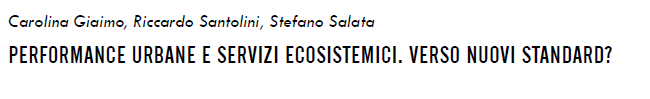 Carolina Giaimo, Riccardo Santolini, Stefano Salata
PERFORMANCE URBANE E SERVIZI ECOSISTEMICI. VERSO NUOVI STANDARD?